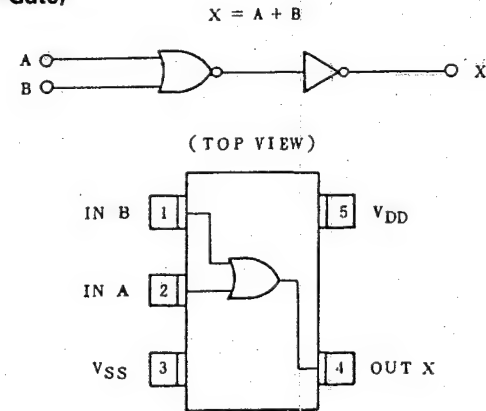 Gate)
X = A + B
A
B
X
(TOP VIEW)
IN B 1 5 VDD
IN A 2
VSS 3 4 OUT X